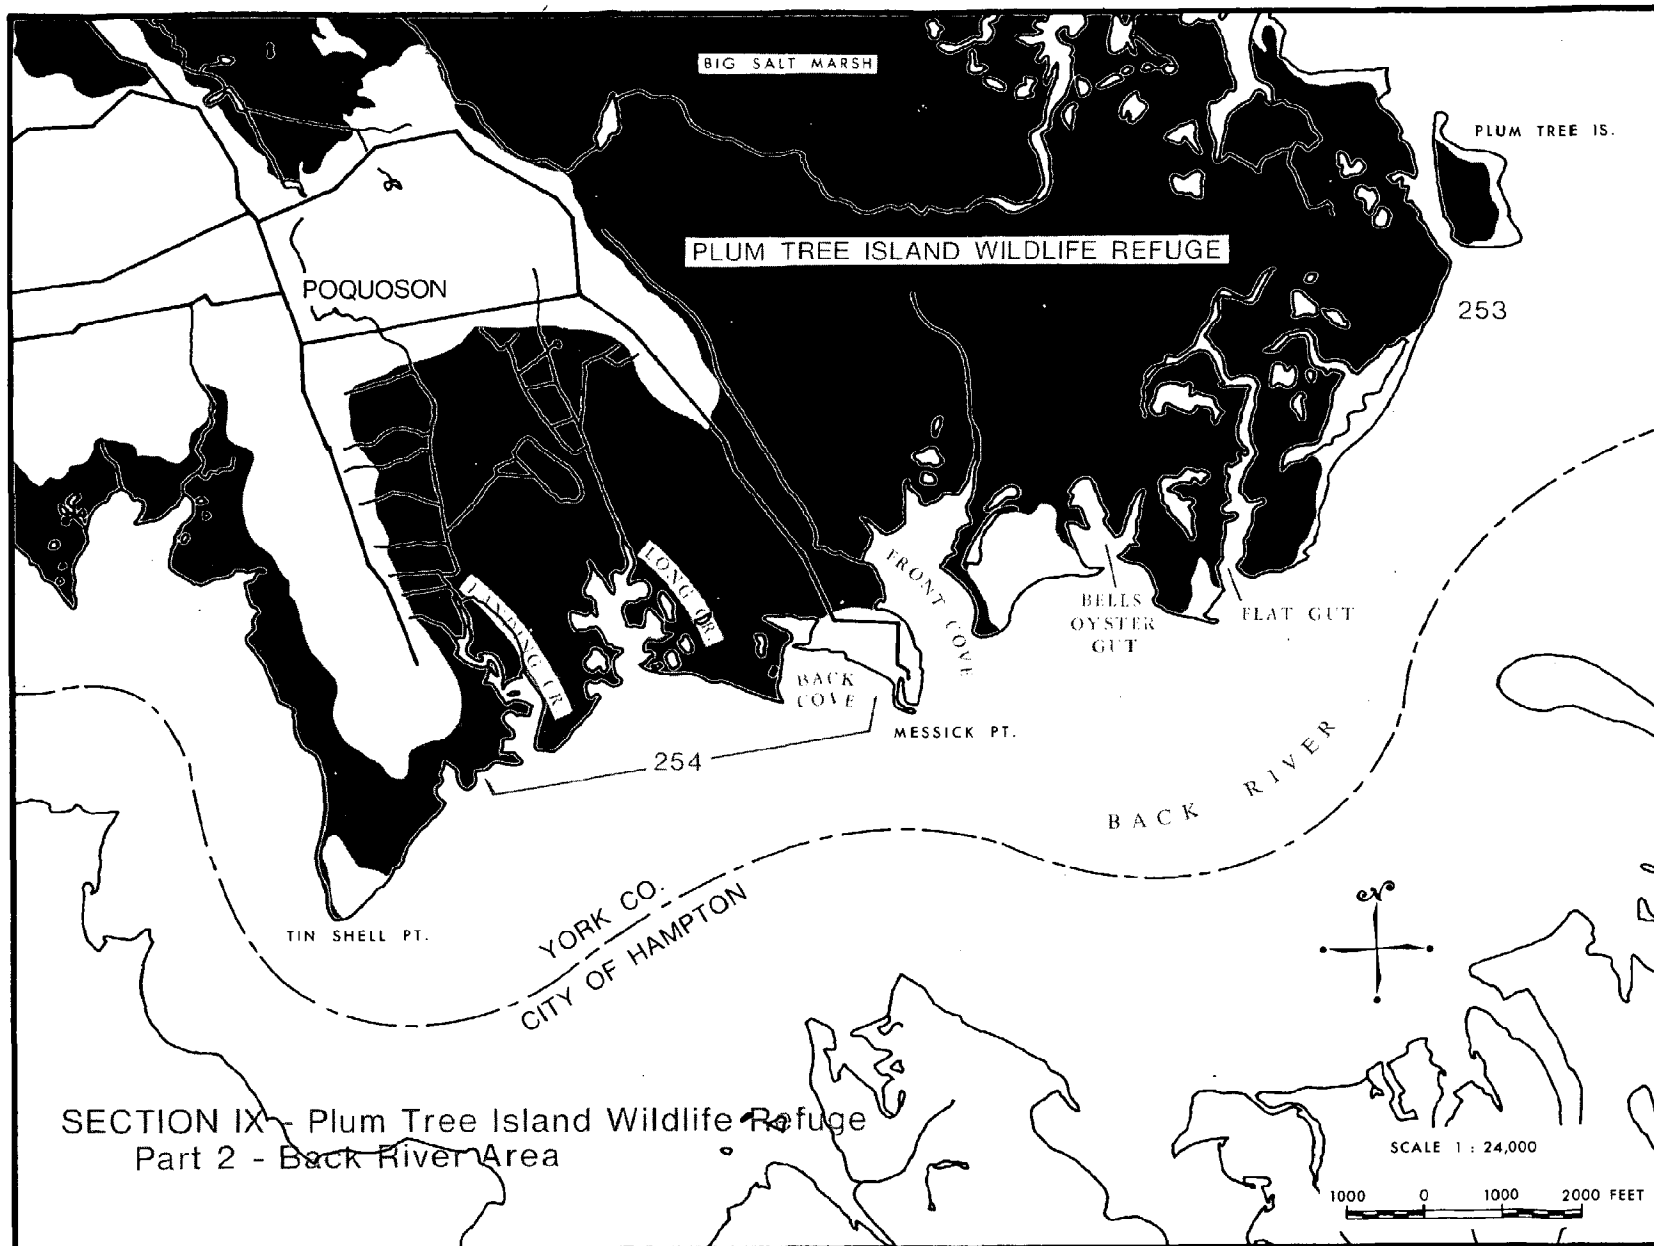 BIG SALT MARSH
PLUM TREE IS.
PLUM TREE ISLAND WILDLIFE REFUGE
POQUOSON
253
LONG CR.
LANDING CR.
FRONT COVE
BELLS
OYSTER
GUT
FLAT GUT
BACK
COVE
MESSICK PT.
254
BACK RIVER
TIN SHELL PT.
YORK CO.
CITY OF HAMPTON
N
SECTION IX - Plum Tree Island Wildlife Refuge
Part 2 - Back River Area
SCALE 1 : 24,000
1000 0 1000 2000 FEET